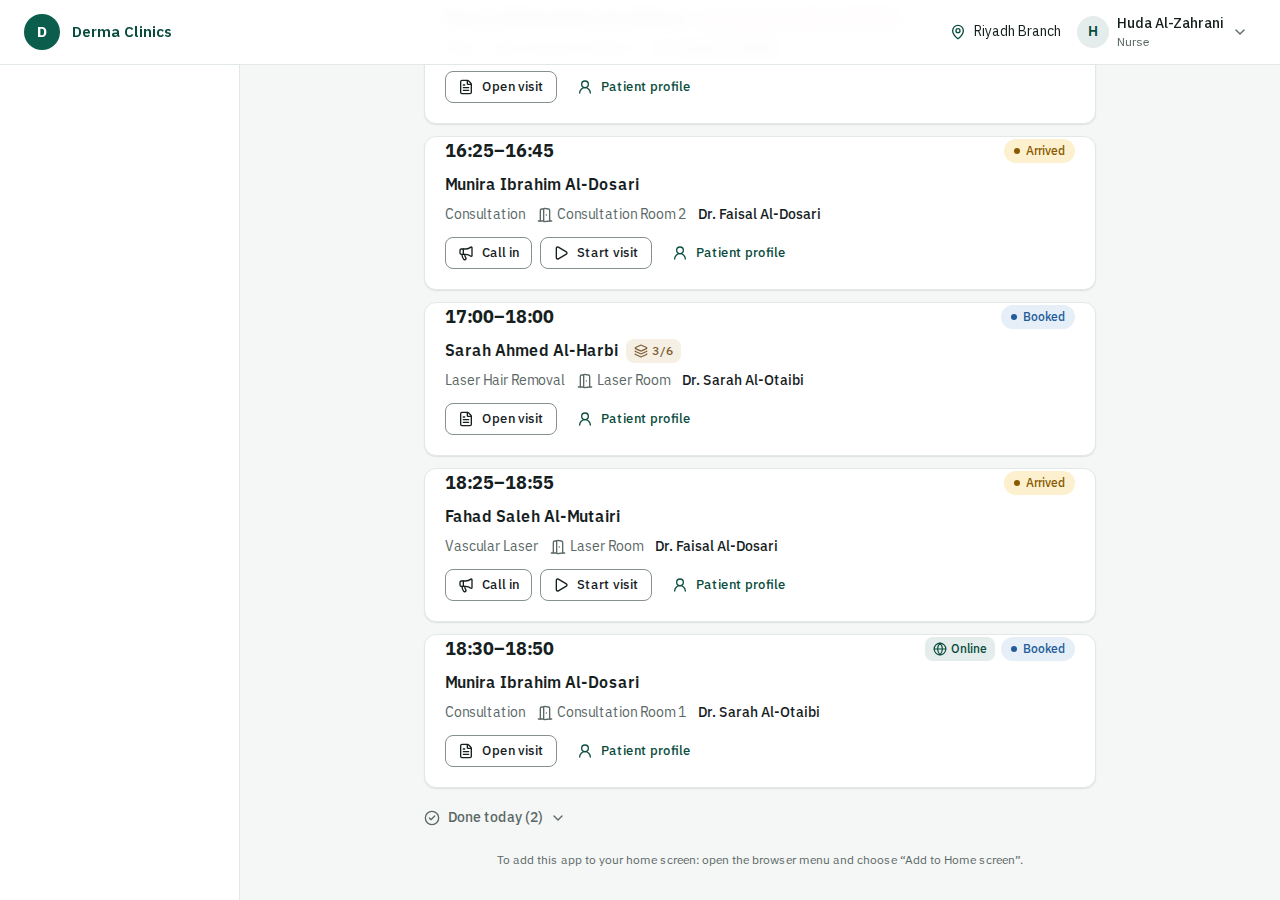 D Derma Clinics
Riyadh Branch
H Huda Al-Zahrani
Nurse
Open visit Patient profile
16:25–16:45 Arrived
Munira Ibrahim Al-Dosari
Consultation Consultation Room 2 Dr. Faisal Al-Dosari
Call in Start visit Patient profile
17:00–18:00 Booked
Sarah Ahmed Al-Harbi 3/6
Laser Hair Removal Laser Room Dr. Sarah Al-Otaibi
Open visit Patient profile
18:25–18:55 Arrived
Fahad Saleh Al-Mutairi
Vascular Laser Laser Room Dr. Faisal Al-Dosari
Call in Start visit Patient profile
18:30–18:50 Online Booked
Munira Ibrahim Al-Dosari
Consultation Consultation Room 1 Dr. Sarah Al-Otaibi
Open visit Patient profile
Done today (2)
To add this app to your home screen: open the browser menu and choose “Add to Home screen”.